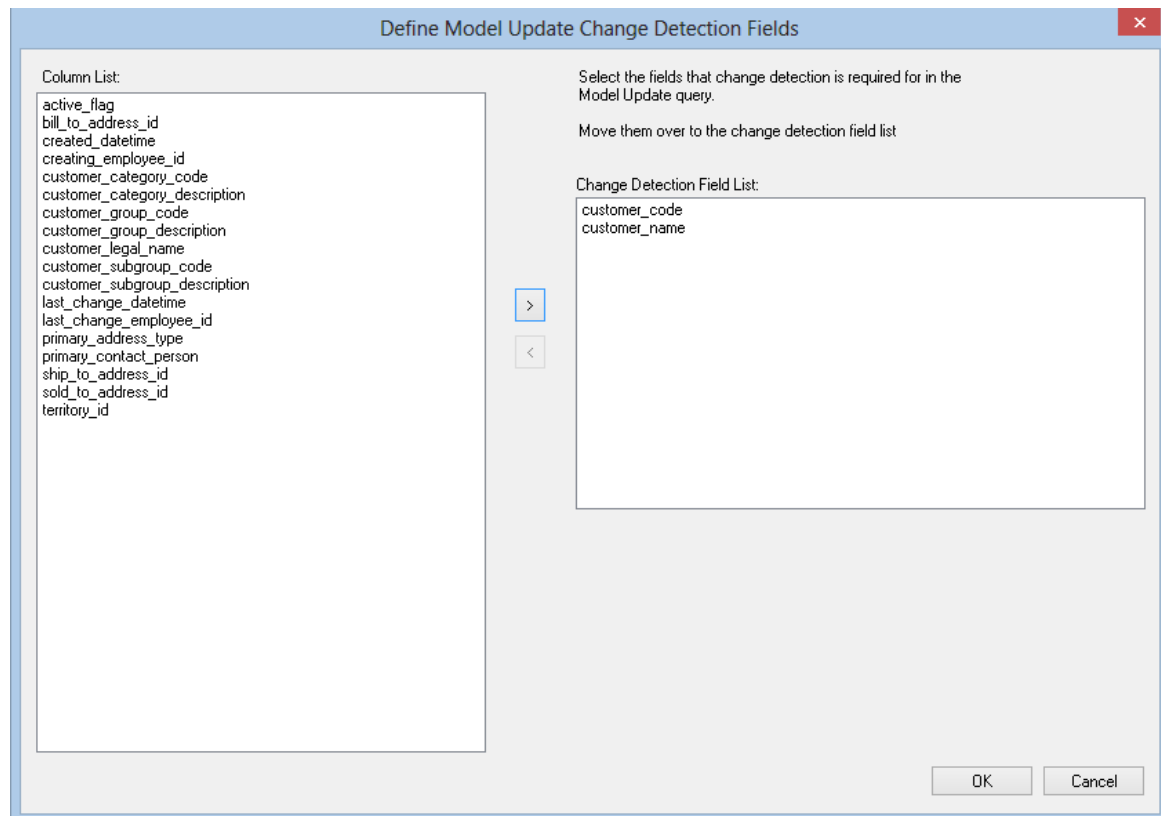 Define Model Update Change Detection Fields
×
Column List:
active_flag
bill_to_address_id
created_datetime
creating_employee_id
customer_category_code
customer_category_description
customer_group_code
customer_group_description
customer_legal_name
customer_subgroup_code
customer_subgroup_description
last_change_datetime
last_change_employee_id
primary_address_type
primary_contact_person
ship_to_address_id
sold_to_address_id
territory_id
>
<
Select the fields that change detection is required for in the
Model Update query.
Move them over to the change detection field list
Change Detection Field List:
customer_code
customer_name
OK
Cancel